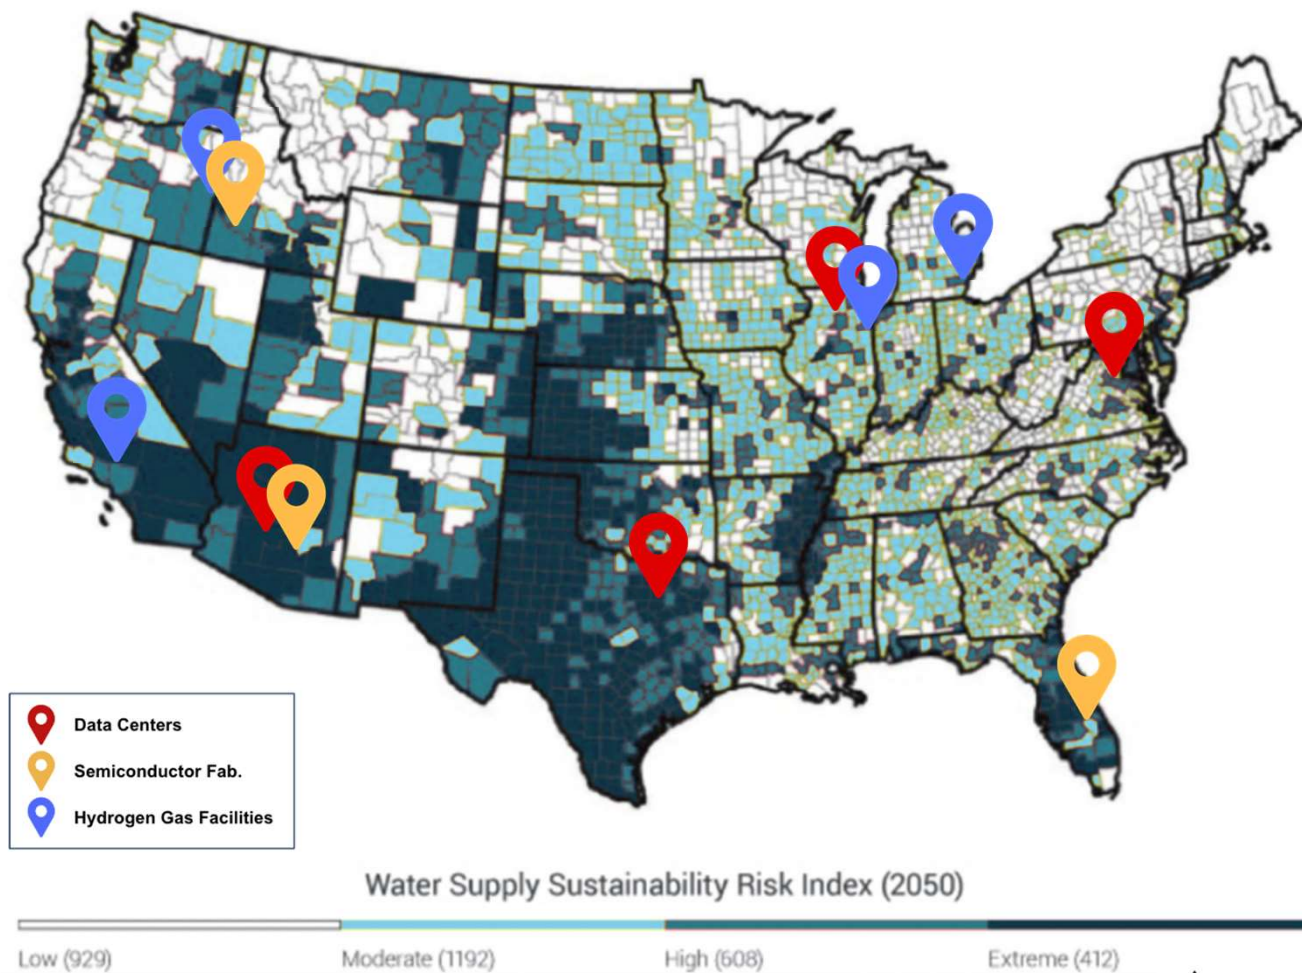 Data Centers
Semiconductor Fab.
Hydrogen Gas Facilities
Water Supply Sustainability Risk Index (2050)
Low (929)
Moderate (1192)
High (608)
Extreme (412)